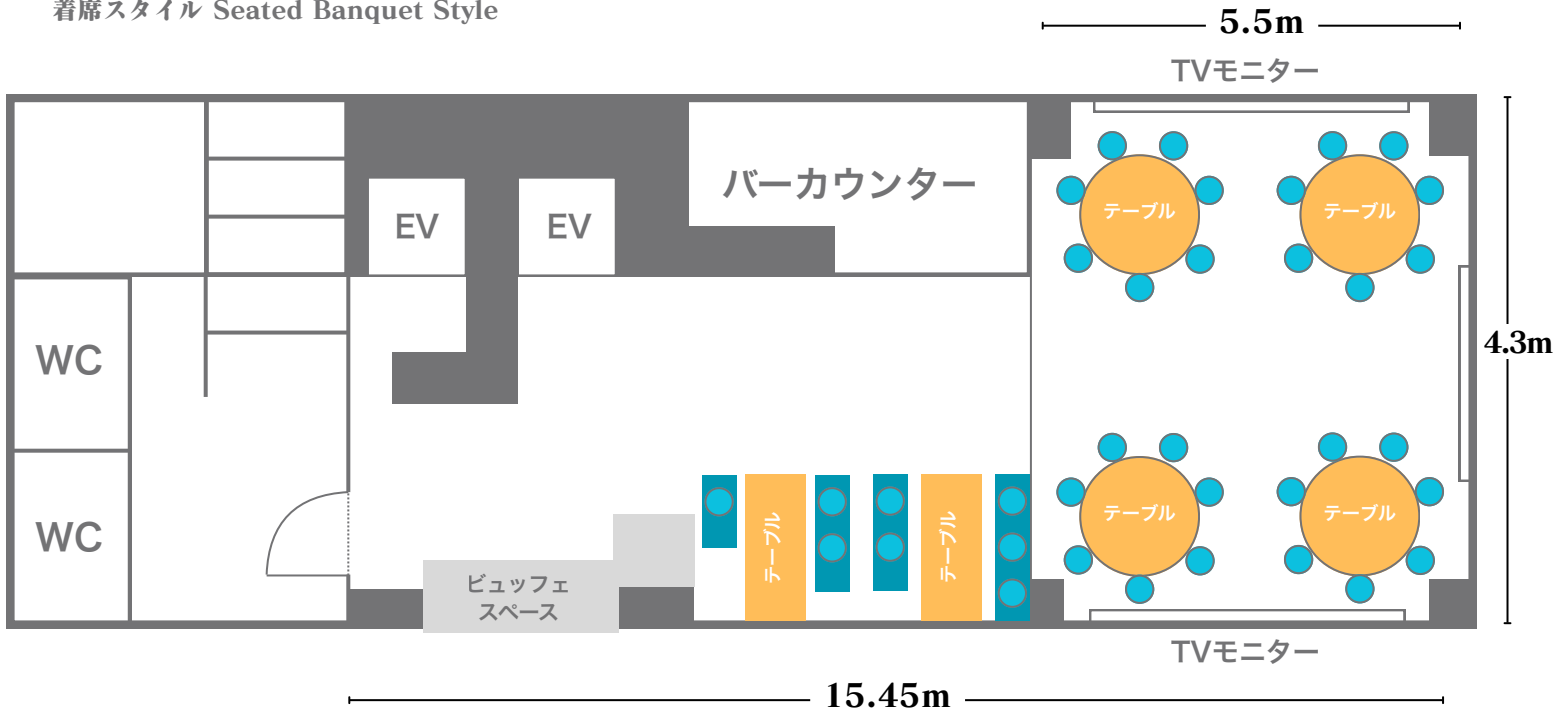 着席スタイル Seated Banquet Style
5.5m
TVモニター
バーカウンター
EV
EV
テーブル
テーブル
4.3m
WC
WC
テーブル
テーブル
テーブル
テーブル
ビュッフェ
スペース
TVモニター
15.45m